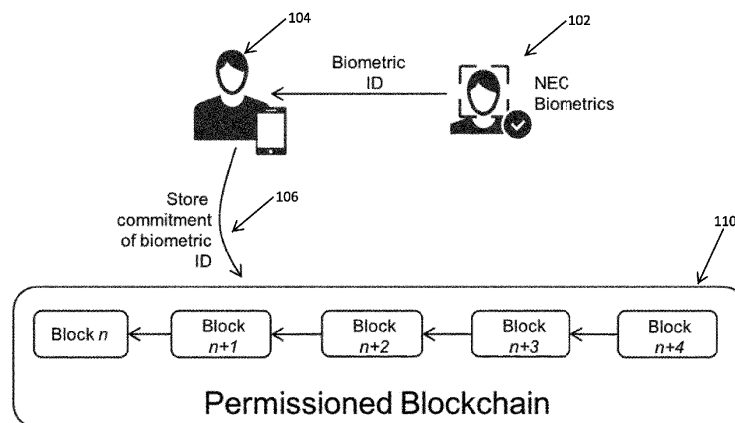 104
102
Biometric
ID
NEC
Biometrics
106
Store
commitment
of biometric
ID
110
Block n
Block
n+1
Block
n+2
Block
n+3
Block
n+4
Permissioned Blockchain